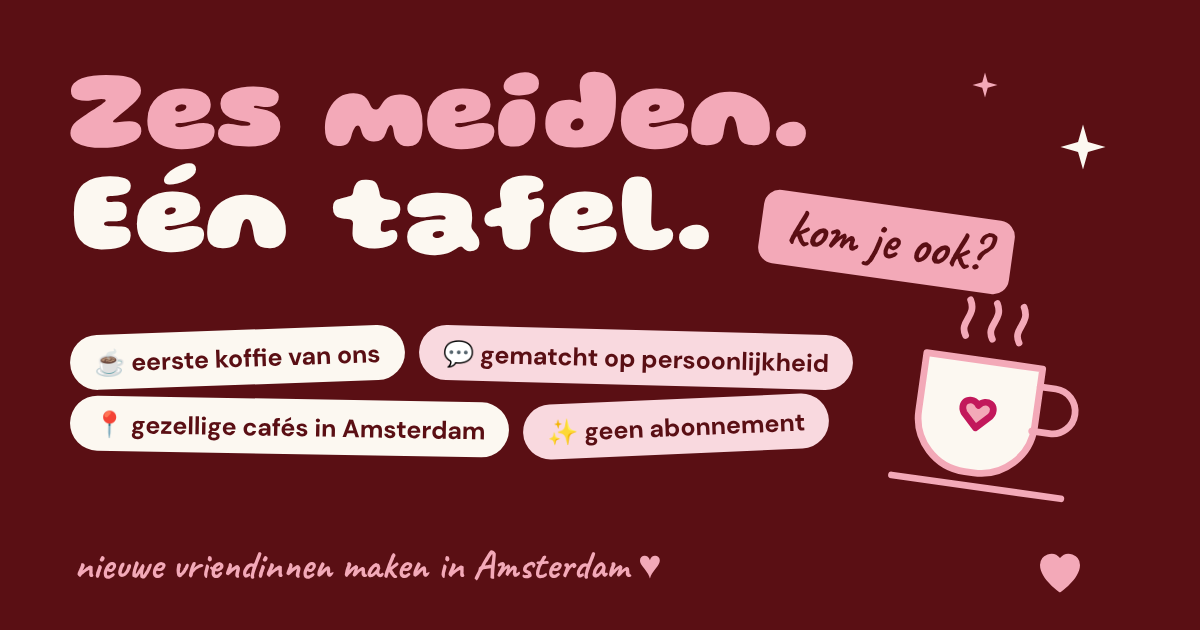 Zes meiden.
Eén tafel.
kom je ook?
☕ eerste koffie van ons
💬 gematcht op persoonlijkheid
📍 gezellige cafés in Amsterdam
✨ geen abonnement
nieuwe vriendinnen maken in Amsterdam ♥